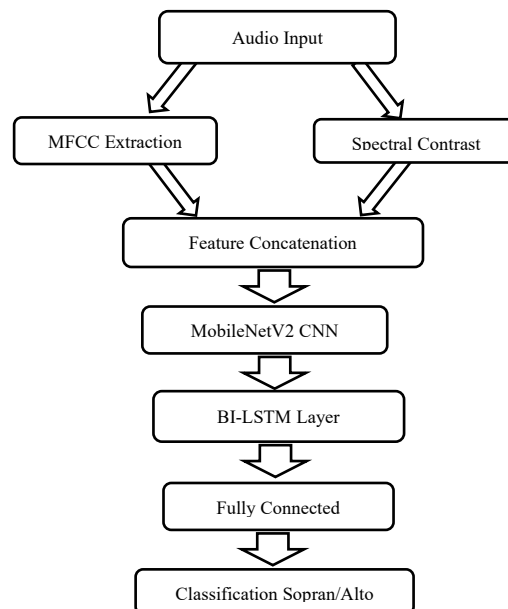 Audio Input
MFCC Extraction
Spectral Contrast
Feature Concatenation
MobileNetV2 CNN
BI-LSTM Layer
Fully Connected
Classification Sopran/Alto